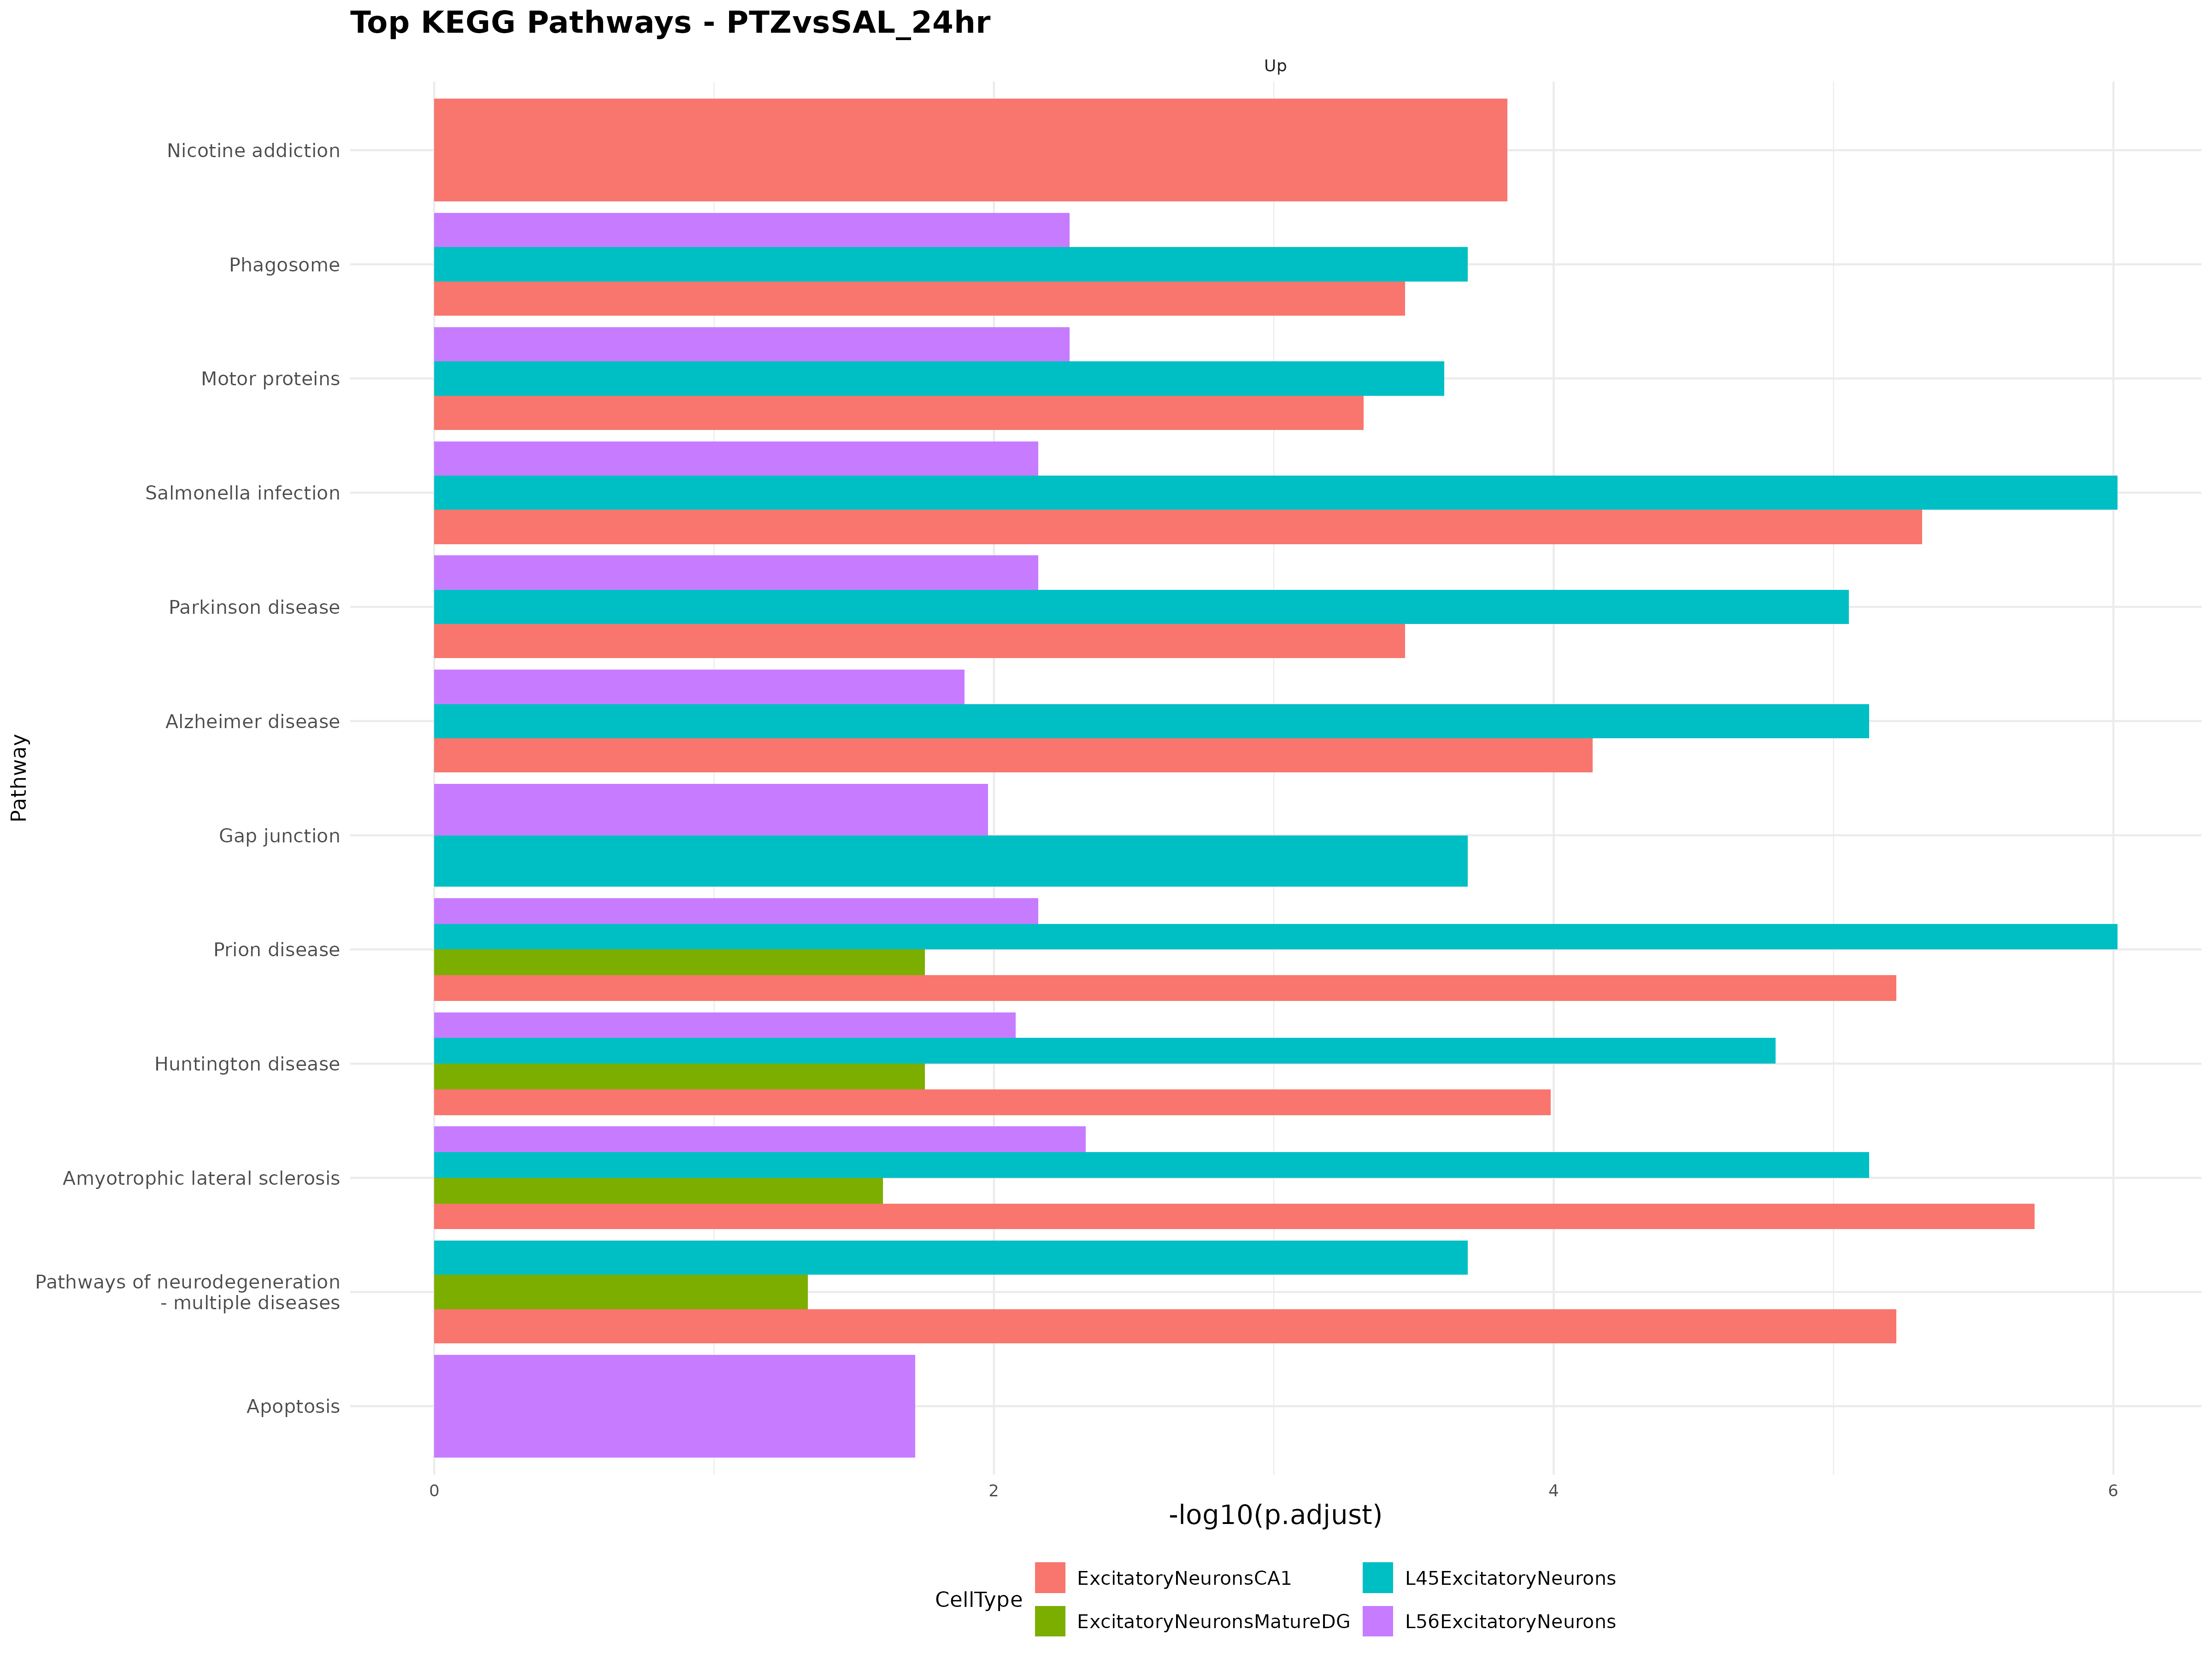 Top KEGG Pathways - PTZvsSAL_24hr
Up
Nicotine addiction
Phagosome
Motor proteins
Salmonella infection
Parkinson disease
Alzheimer disease
Gap junction
Prion disease
Huntington disease
Amyotrophic lateral sclerosis
Pathways of neurodegeneration
- multiple diseases
Apoptosis
Pathway
0 2 4 6
-log10(p.adjust)
CellType
ExcitatoryNeuronsCA1
ExcitatoryNeuronsMatureDG
L45ExcitatoryNeurons
L56ExcitatoryNeurons